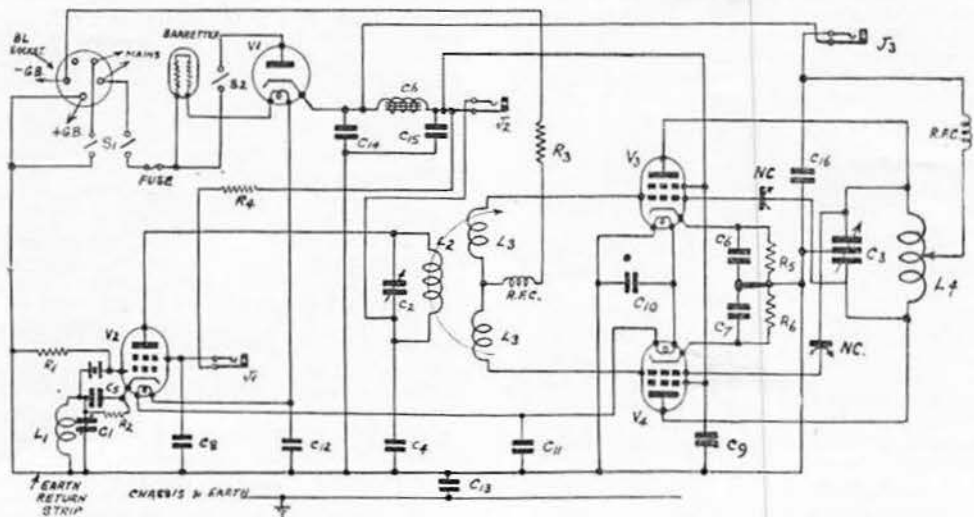 BL
SOCKET
-GB
+GB
MAINS
S1
FUSE
BARRETTER
S2
V1
C14
Ch
C15
J2
R3
J3
R.F.C.
R4
V3
NC
C16
C6
R5
C3
L4
L2
L3
C2
R.F.C.
L3
C10
C7
R6
NC.
V2
J1
R1
C5
R2
L1
C1
C8
C12
C4
C11
V4
C9
EARTH
RETURN
STRIP
CHASSIS & EARTH
C13